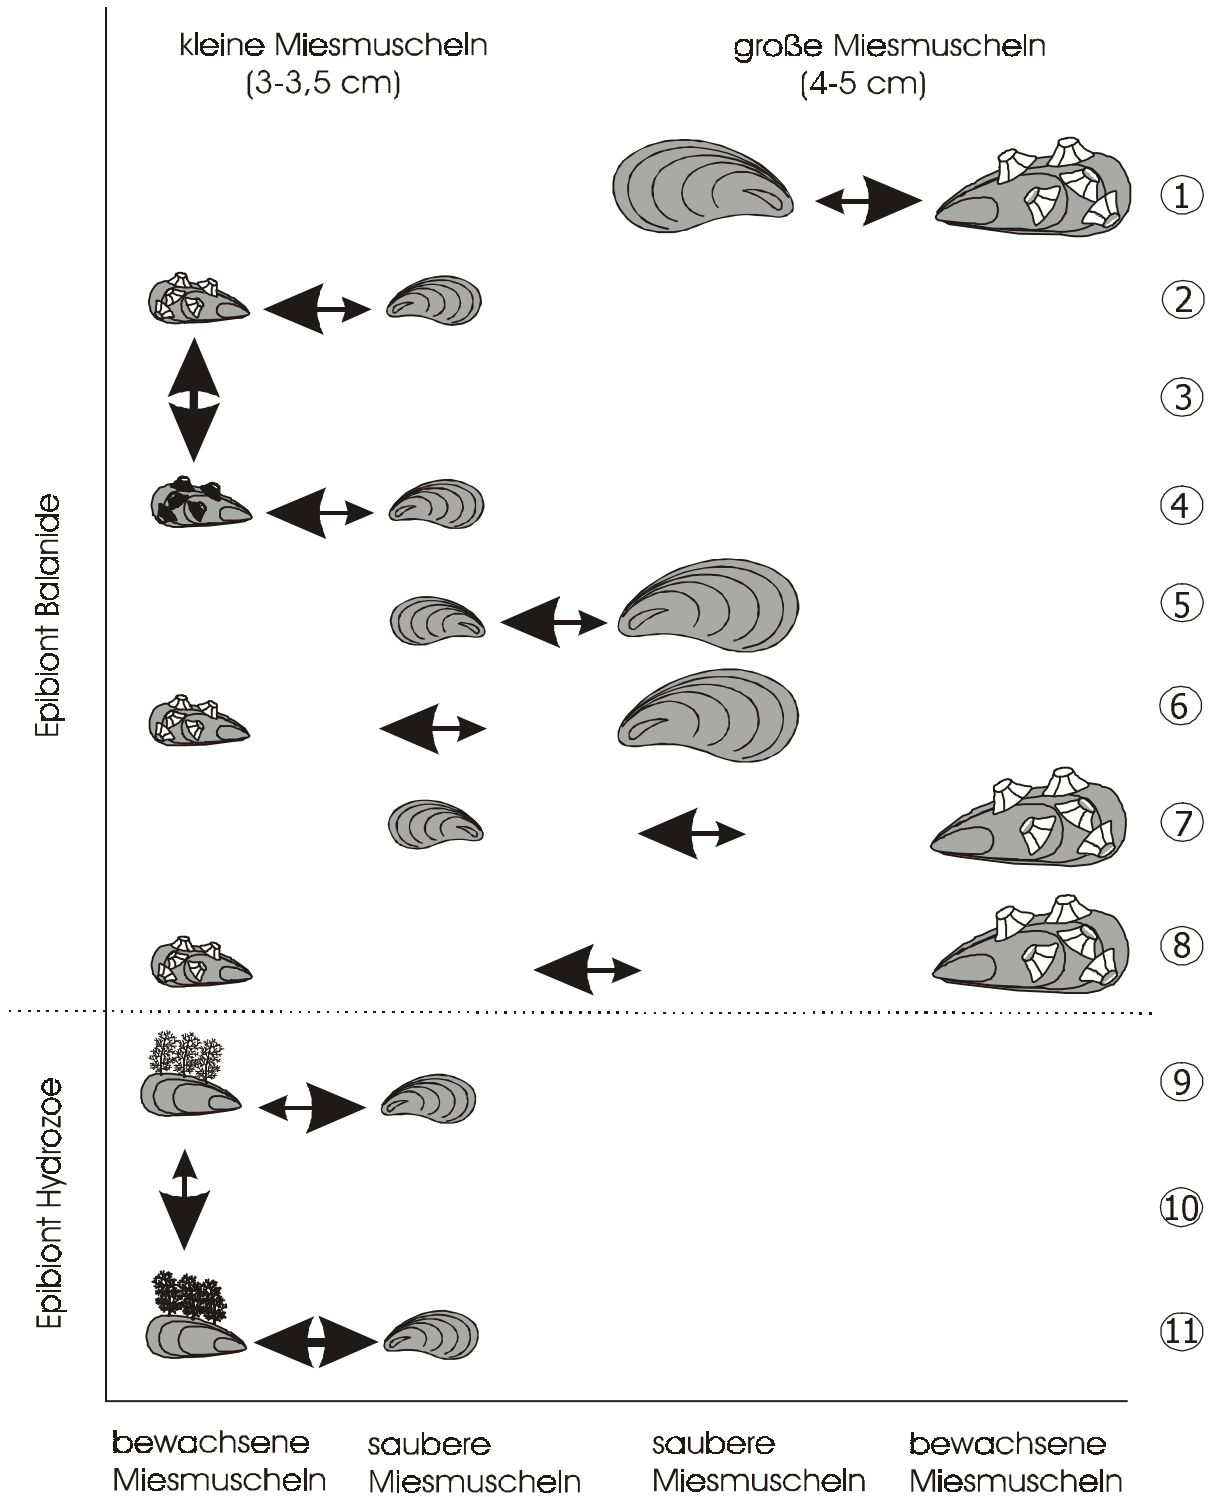 kleine Miesmuscheln
(3-3,5 cm)
große Miesmuscheln
(4-5 cm)
1
2
3
4
5
6
7
8
9
10
11
Epibiont Balanide
Epibiont Hydrozoe
bewachsene
Miesmuscheln
saubere
Miesmuscheln
saubere
Miesmuscheln
bewachsene
Miesmuscheln